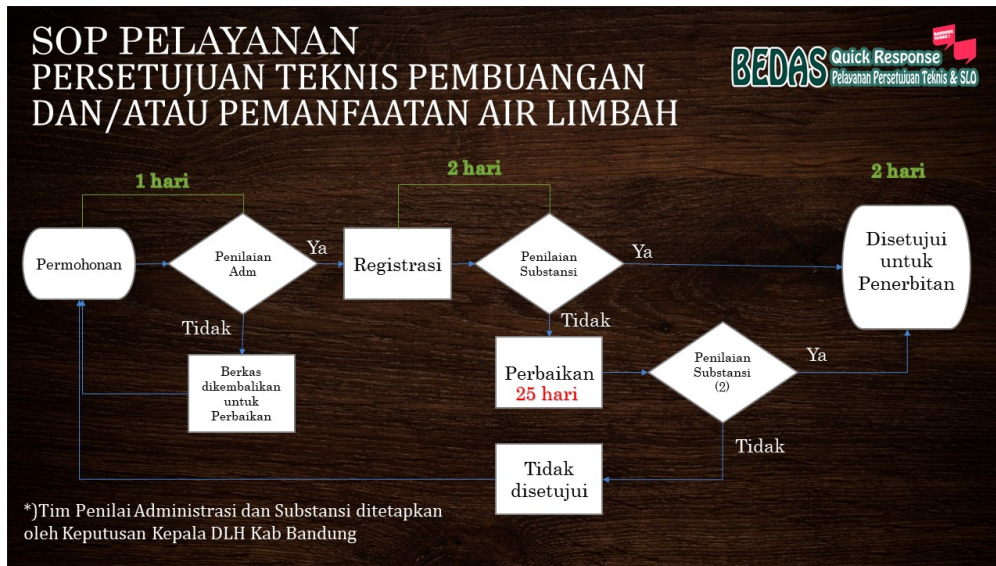 SOP PELAYANAN
PERSETUJUAN TEKNIS PEMBUANGAN
DAN/ATAU PEMANFAATAN AIR LIMBAH
BANDUNG
BEDAS !
BEDAS
Quick Response
Pelayanan Persetujuan Teknis & SLO
1 hari
2 hari
2 hari
Permohonan
Penilaian
Adm
Ya
Registrasi
Penilaian
Substansi
Ya
Disetujui
untuk
Penerbitan
Tidak
Tidak
Berkas
dikembalikan
untuk
Perbaikan
Perbaikan
25 hari
Penilaian
Substansi
(2)
Ya
Tidak
Tidak
disetujui
*)Tim Penilai Administrasi dan Substansi ditetapkan
oleh Keputusan Kepala DLH Kab Bandung